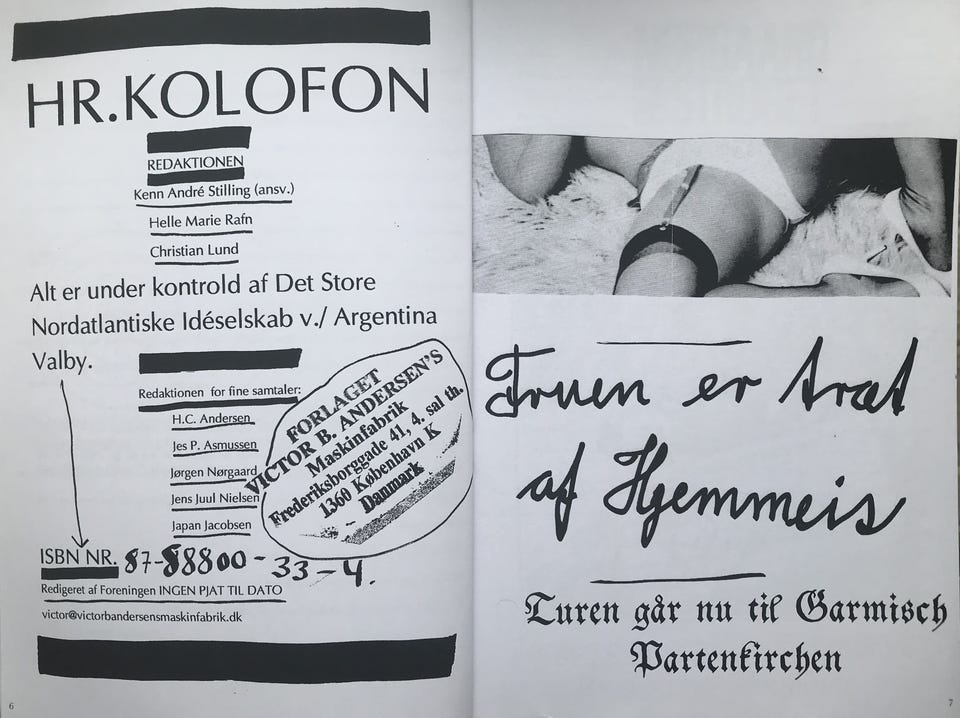 HR.KOLOFON
REDAKTIONEN
Kenn André Stilling (ansv.)
Helle Marie Rafn
Christian Lund
Alt er under kontrold af Det Store
Nordatlantiske Idéselskab v./ Argentina
Valby.
Redaktionen for fine samtaler:
H.C. Andersen
Jes P. Asmussen
Jørgen Nørgaard
Jens Juul Nielsen
Japan Jacobsen
FORLAGET
VICTOR B. ANDERSEN'S
Maskinfabrik
Frederiksborggade 41, 4. sal th.
1360 København K
Danmark
ISBN NR. 87-88800-33-4.
Redigeret af Foreningen INGEN PJAT TIL DATO
victor@victorbandersensmaskinfabrik.dk
6
Fruen er træt
af Hjemmeis
Turen går nu til Garmisch
Partenkirchen
7